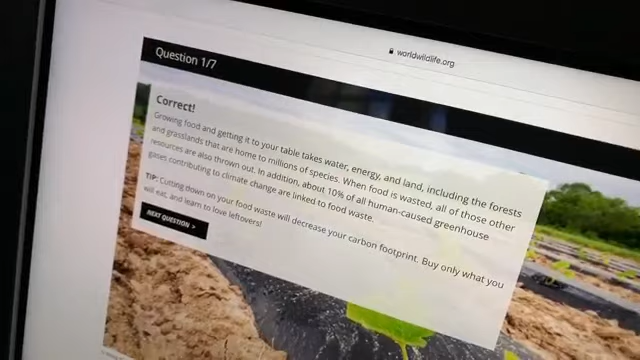 worldwildlife.org
Question 1/7
Correct!
Growing food and getting it to your table takes water, energy, and land, including the forests
and grasslands that are home to millions of species. When food is wasted, all of those other
resources are also thrown out. In addition, about 10% of all human-caused greenhouse
gases contributing to climate change are linked to food waste.
TIP: Cutting down on your food waste will decrease your carbon footprint. Buy only what you
will eat, and learn to love leftovers!
NEXT QUESTION >